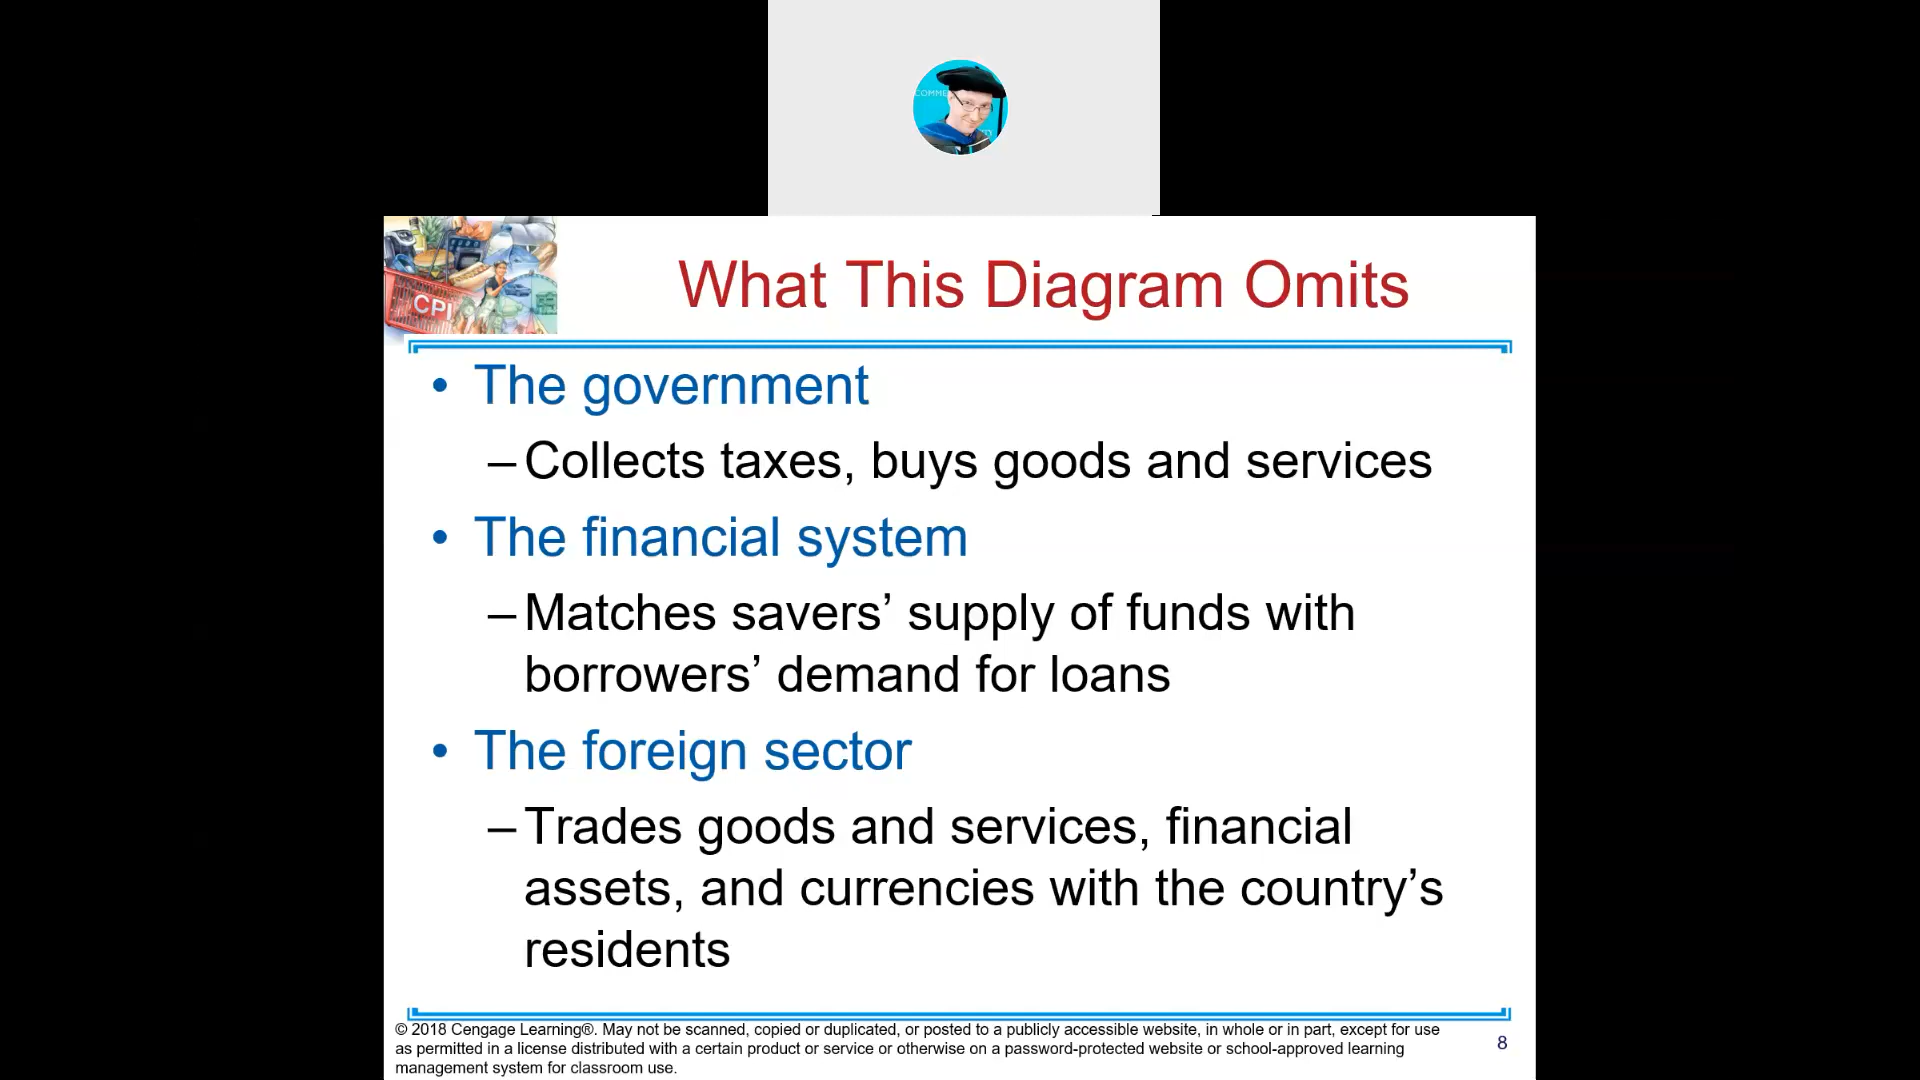 COMME
What This Diagram Omits
CPI
• The government
– Collects taxes, buys goods and services
• The financial system
– Matches savers’ supply of funds with
borrowers’ demand for loans
• The foreign sector
– Trades goods and services, financial
assets, and currencies with the country’s
residents
© 2018 Cengage Learning®. May not be scanned, copied or duplicated, or posted to a publicly accessible website, in whole or in part, except for use
as permitted in a license distributed with a certain product or service or otherwise on a password-protected website or school-approved learning
management system for classroom use.
8